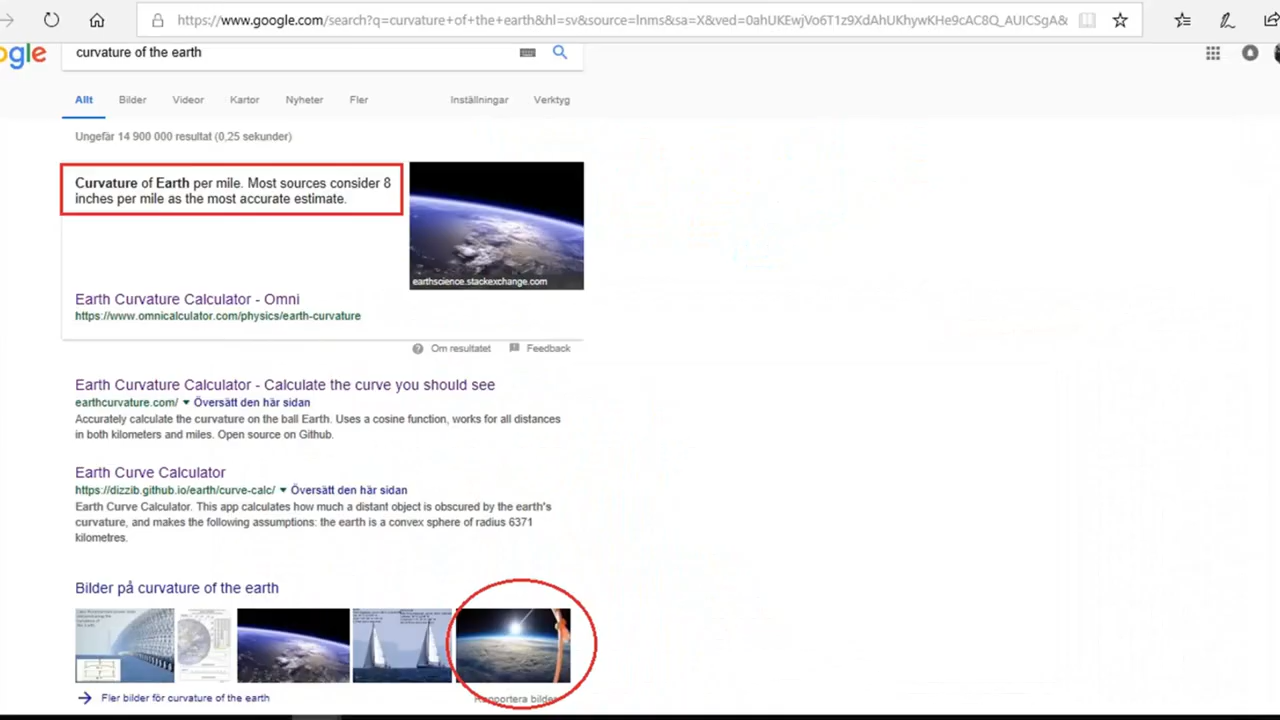 https://www.google.com/search?q=curvature+of+the+earth&hl=sv&source=lnms&sa=X&ved=0ahUKEwjVo6T1z9XdAhUKhywKHe9cAC8Q_AUICSgA&
ogle
curvature of the earth
Allt Bilder Videor Kartor Nyheter Fler Inställningar Verktyg
Ungefär 14 900 000 resultat (0,25 sekunder)
Curvature of Earth per mile. Most sources consider 8
inches per mile as the most accurate estimate.
earthscience.stackexchange.com
Earth Curvature Calculator - Omni
https://www.omnicalculator.com/physics/earth-curvature
Om resultatet Feedback
Earth Curvature Calculator - Calculate the curve you should see
earthcurvature.com/ Översätt den här sidan
Accurately calculate the curvature on the ball Earth. Uses a cosine function, works for all distances
in both kilometers and miles. Open source on Github.
Earth Curve Calculator
https://dizzib.github.io/earth/curve-calc/ Översätt den här sidan
Earth Curve Calculator. This app calculates how much a distant object is obscured by the earth's
curvature, and makes the following assumptions: the earth is a convex sphere of radius 6371
kilometres.
Bilder på curvature of the earth
Fler bilder för curvature of the earth
Rapportera bilder